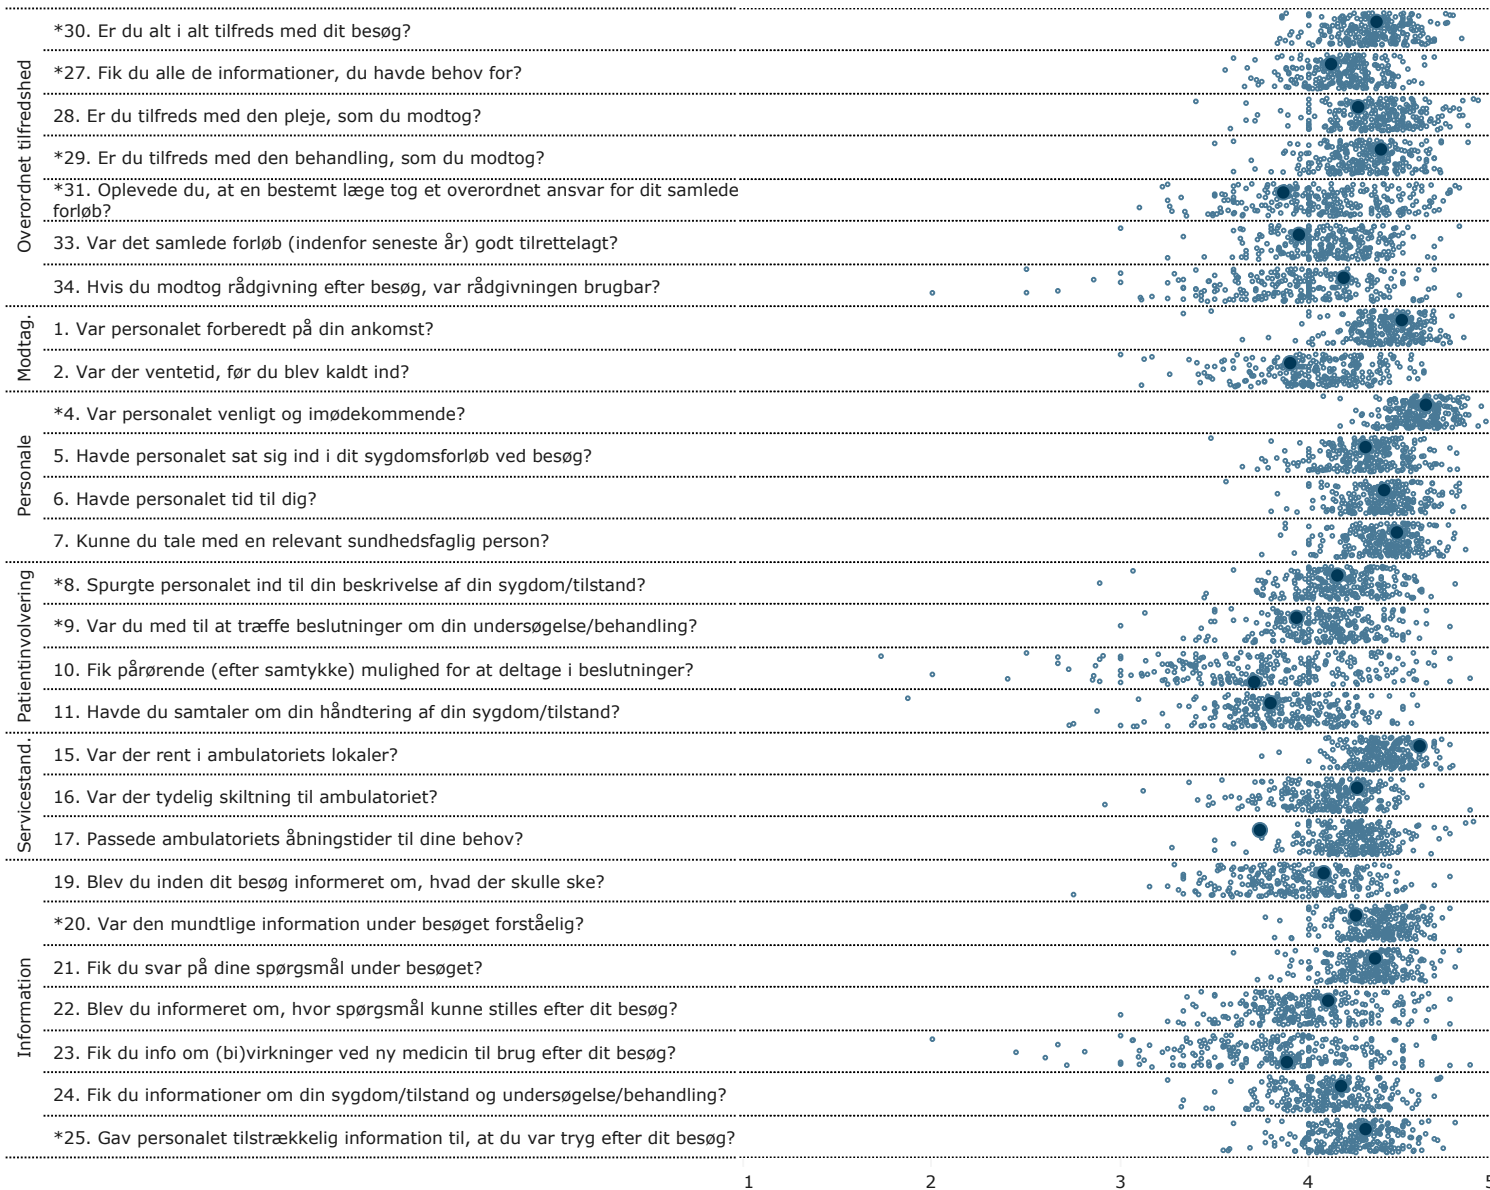 Overordnet tilfredshed
*30. Er du alt i alt tilfreds med dit besøg?
*27. Fik du alle de informationer, du havde behov for?
28. Er du tilfreds med den pleje, som du modtog?
*29. Er du tilfreds med den behandling, som du modtog?
*31. Oplevede du, at en bestemt læge tog et overordnet ansvar for dit samlede
forløb?
33. Var det samlede forløb (indenfor seneste år) godt tilrettelagt?
34. Hvis du modtog rådgivning efter besøg, var rådgivningen brugbar?
Modtag.
1. Var personalet forberedt på din ankomst?
2. Var der ventetid, før du blev kaldt ind?
Personale
*4. Var personalet venligt og imødekommende?
5. Havde personalet sat sig ind i dit sygdomsforløb ved besøg?
6. Havde personalet tid til dig?
7. Kunne du tale med en relevant sundhedsfaglig person?
Patientinvolvering
*8. Spurgte personalet ind til din beskrivelse af din sygdom/tilstand?
*9. Var du med til at træffe beslutninger om din undersøgelse/behandling?
10. Fik pårørende (efter samtykke) mulighed for at deltage i beslutninger?
11. Havde du samtaler om din håndtering af din sygdom/tilstand?
Servicestand.
15. Var der rent i ambulatoriets lokaler?
16. Var der tydelig skiltning til ambulatoriet?
17. Passede ambulatoriets åbningstider til dine behov?
Information
19. Blev du inden dit besøg informeret om, hvad der skulle ske?
*20. Var den mundtlige information under besøget forståelig?
21. Fik du svar på dine spørgsmål under besøget?
22. Blev du informeret om, hvor spørgsmål kunne stilles efter dit besøg?
23. Fik du info om (bi)virkninger ved ny medicin til brug efter dit besøg?
24. Fik du informationer om din sygdom/tilstand og undersøgelse/behandling?
*25. Gav personalet tilstrækkelig information til, at du var tryg efter dit besøg?
1 2 3 4 5